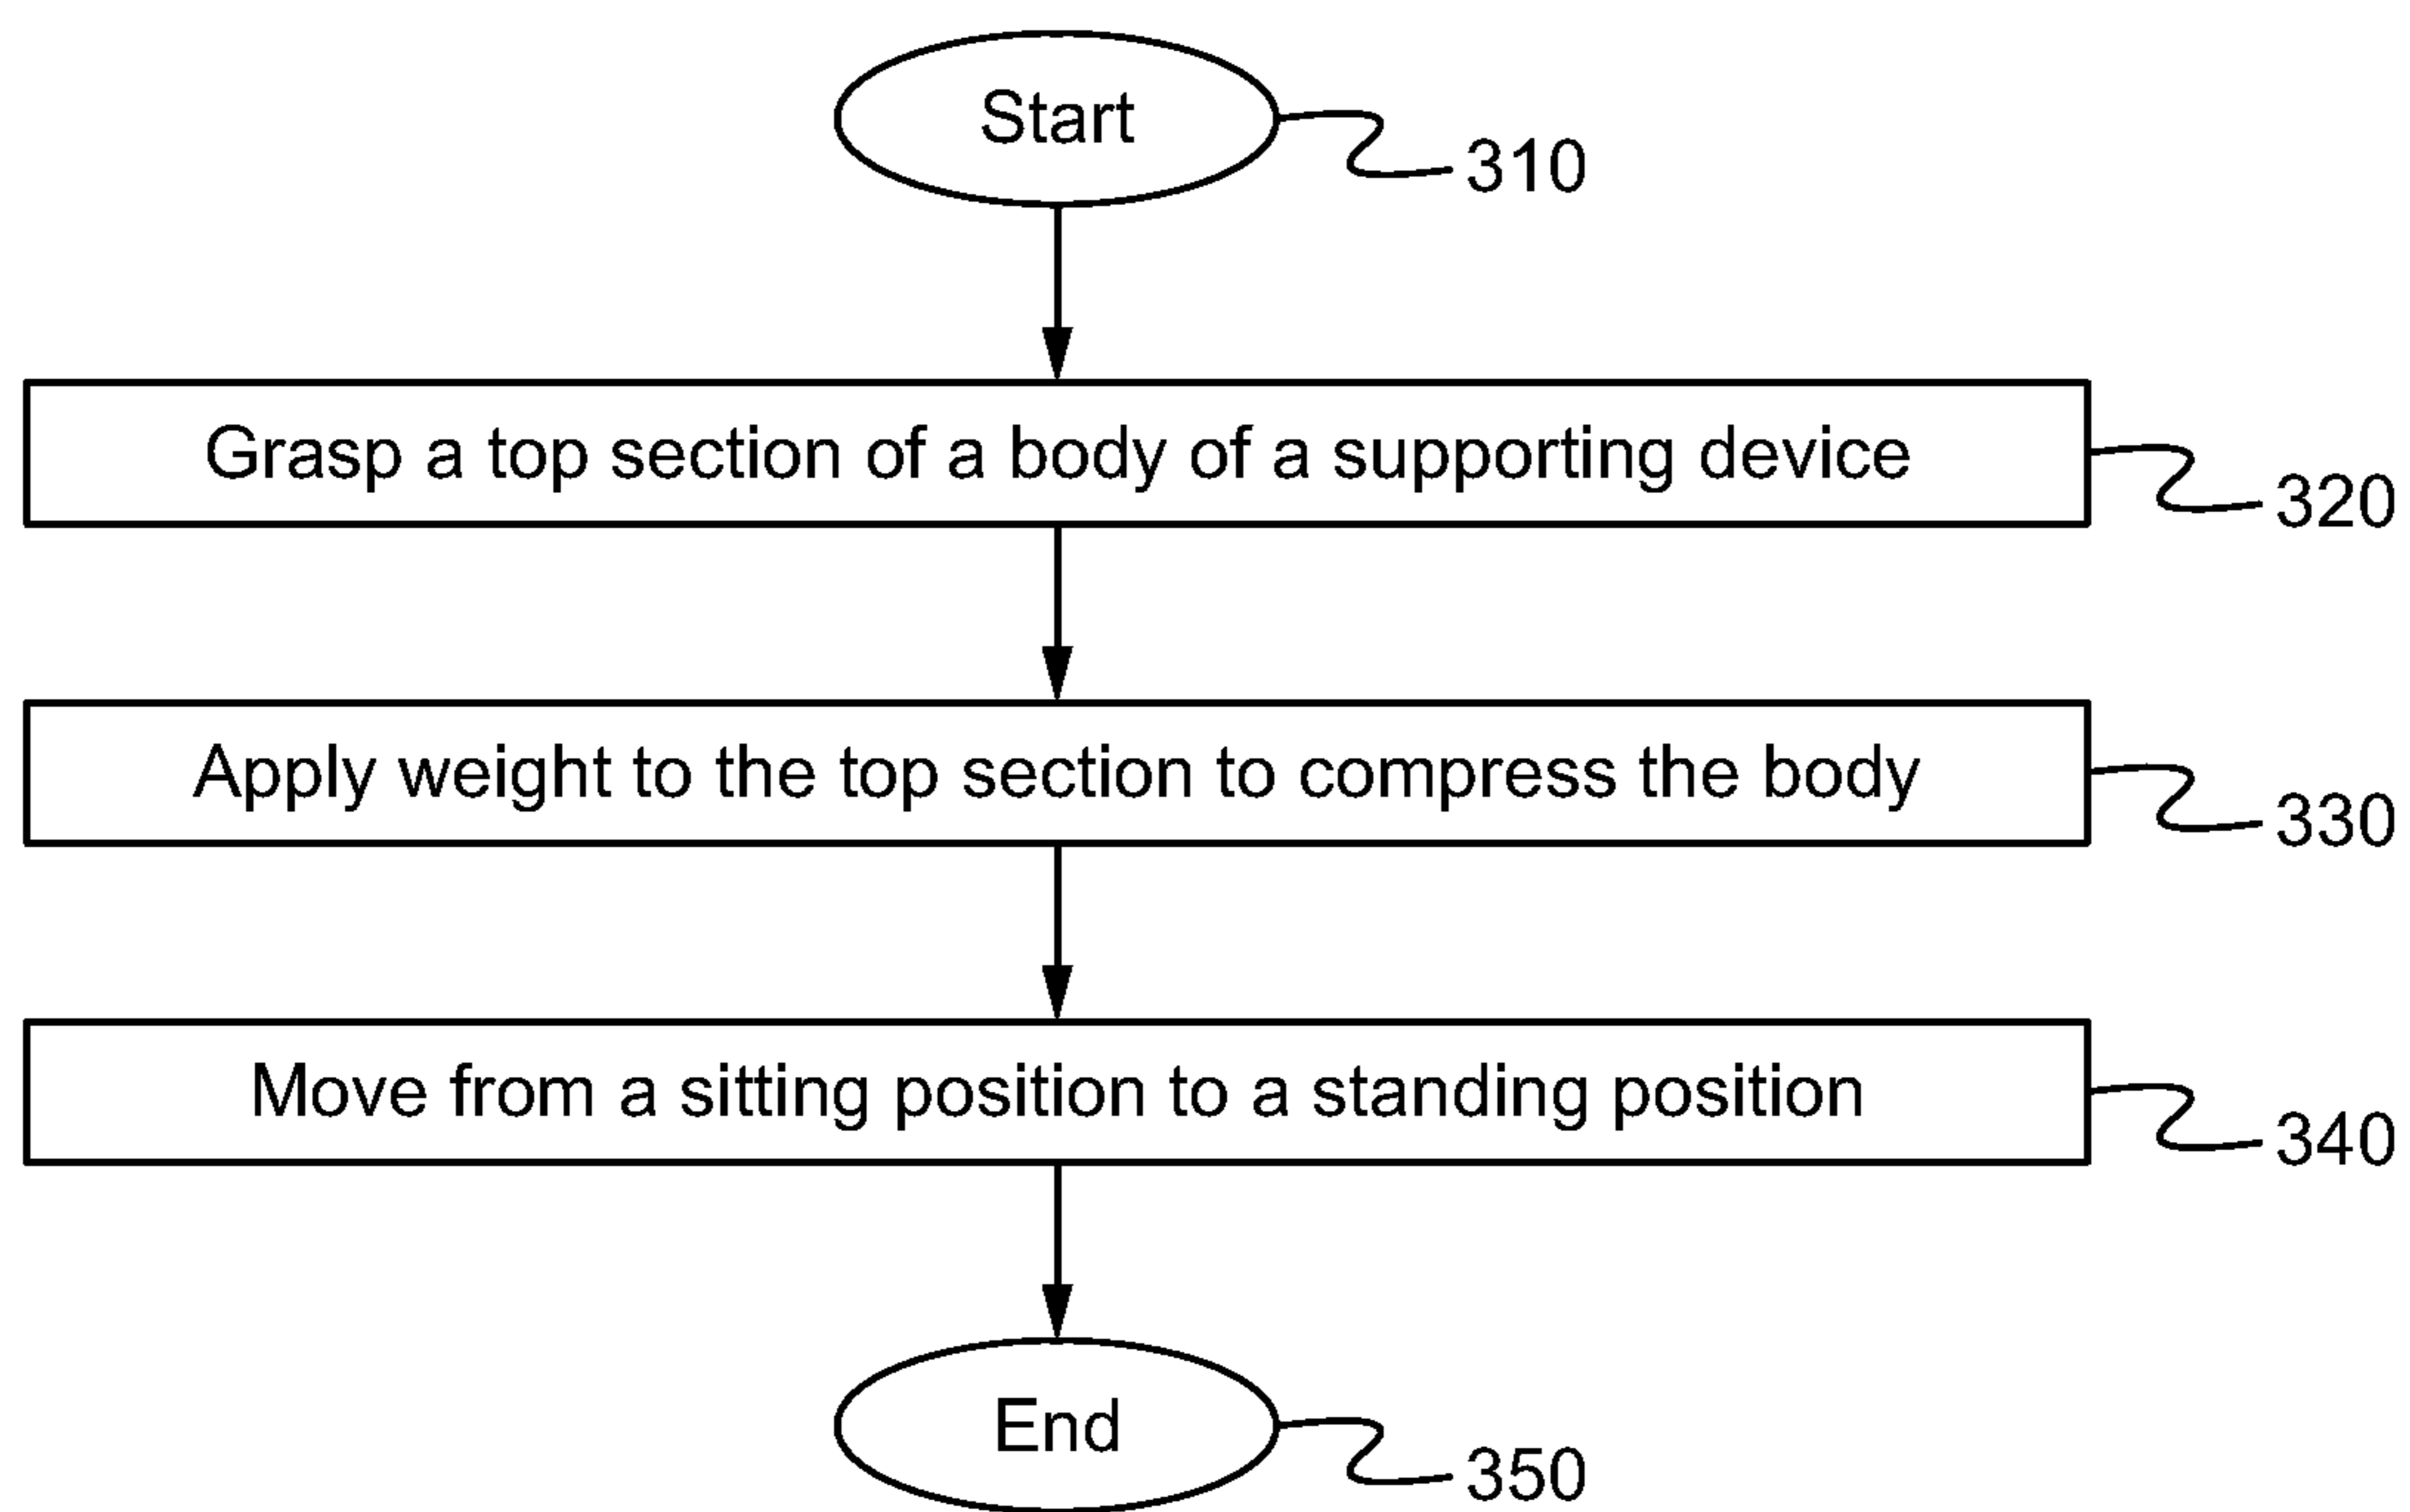 Start
310
Grasp a top section of a body of a supporting device
320
Apply weight to the top section to compress the body
330
Move from a sitting position to a standing position
340
End
350